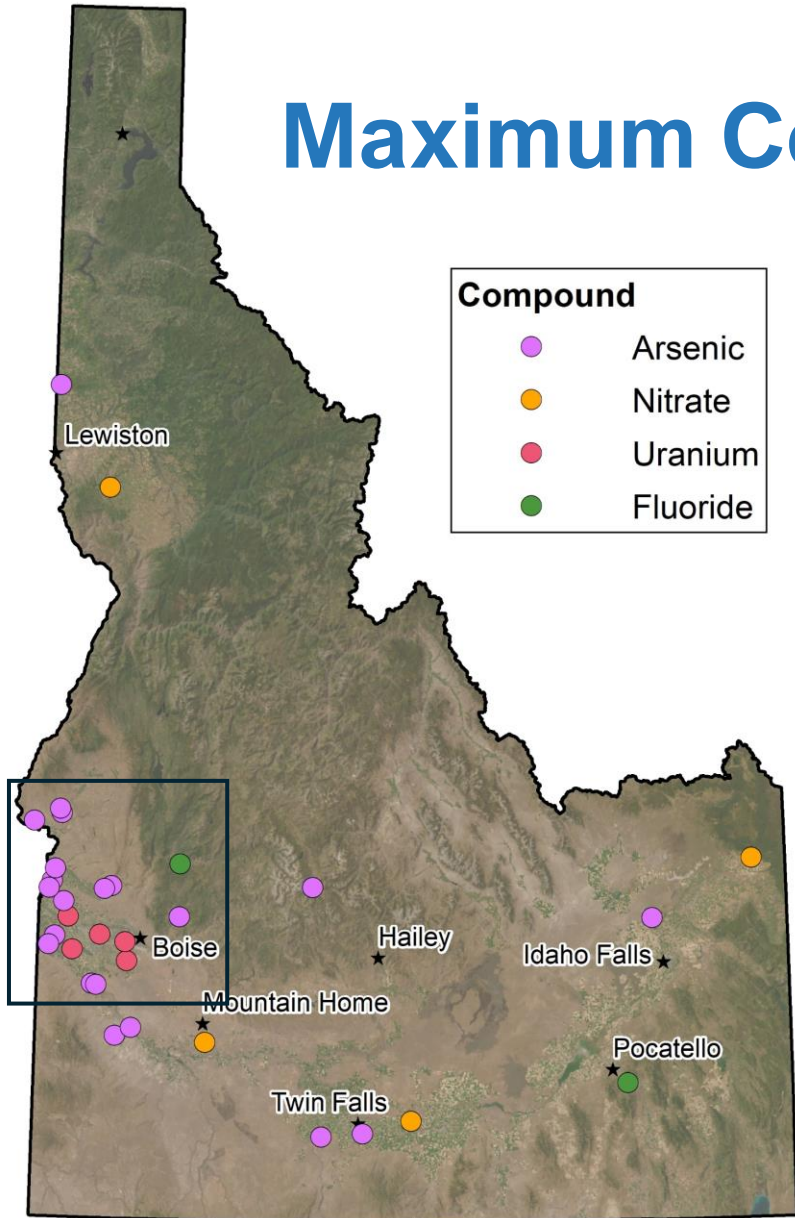 Maximum Co
Compound
Arsenic
Nitrate
Uranium
Fluoride
Lewiston
Boise
Hailey
Idaho Falls
Mountain Home
Pocatello
Twin Falls